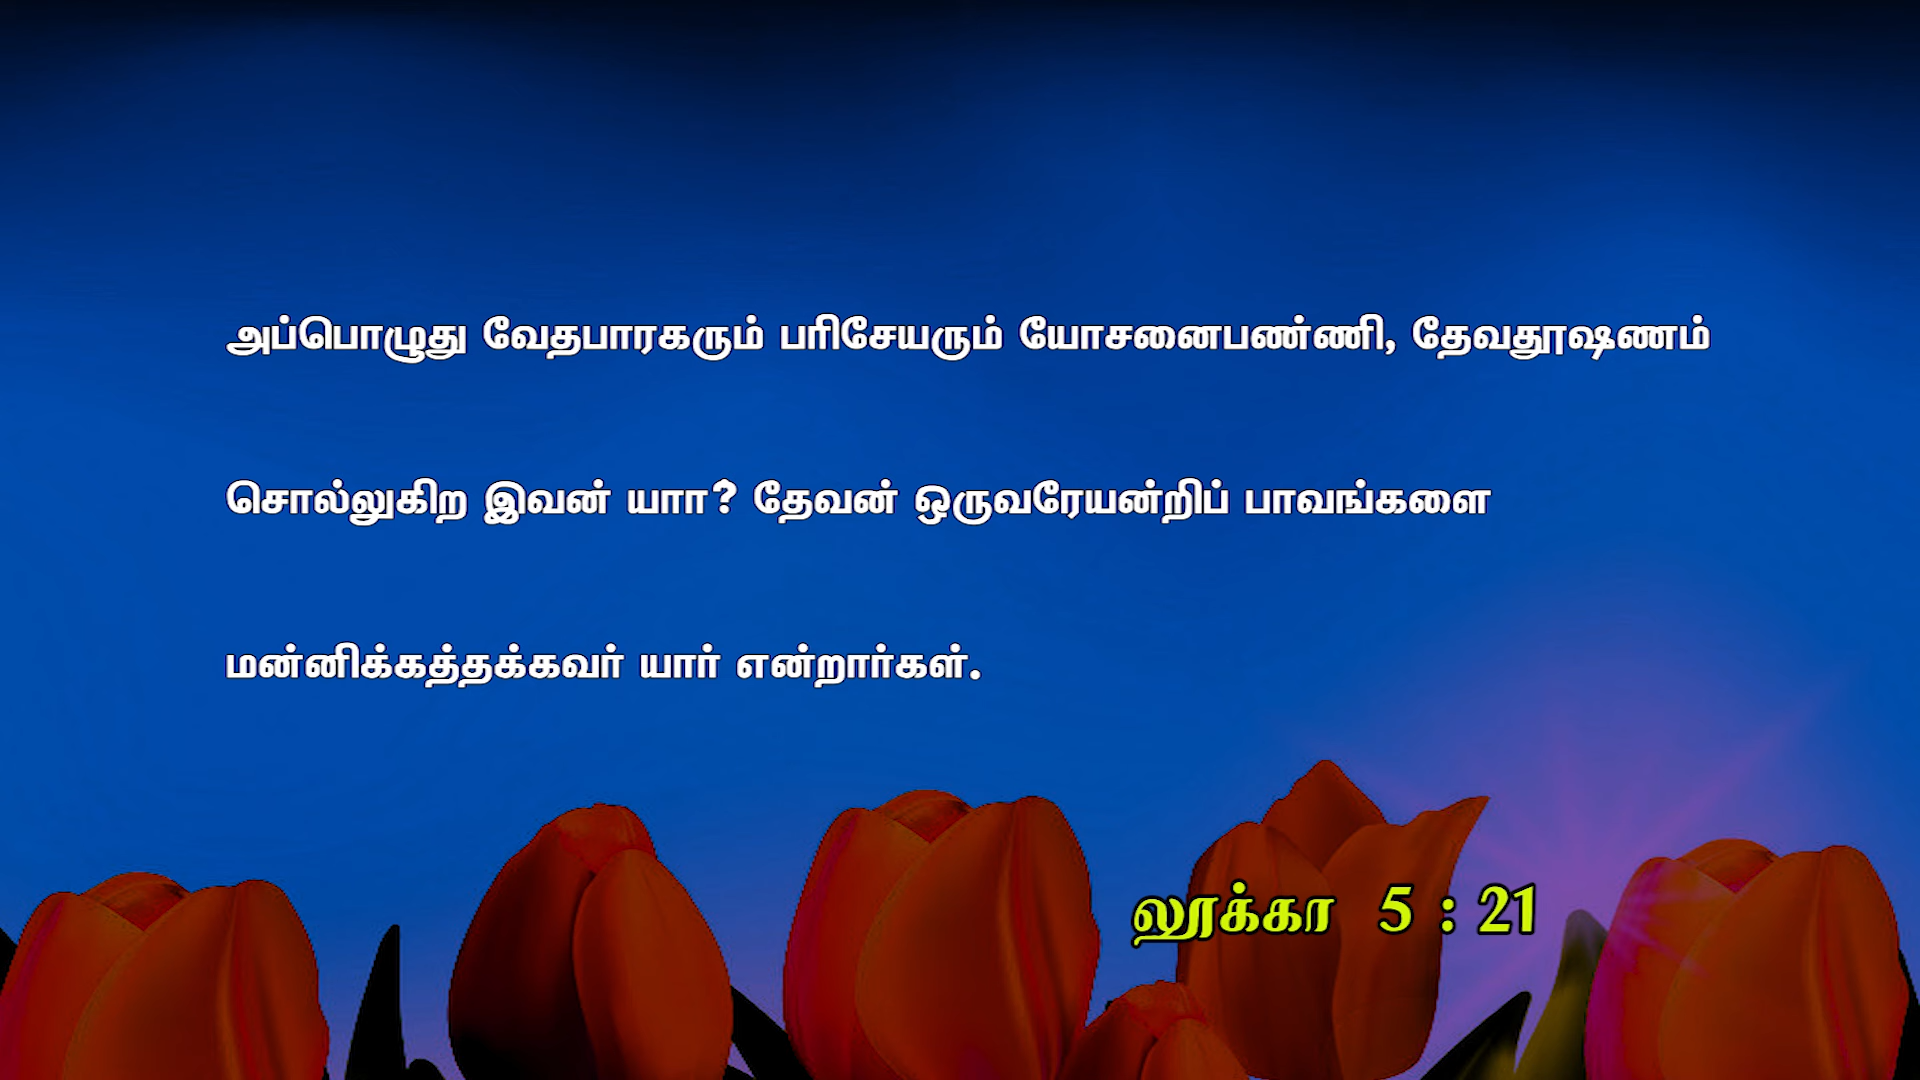 அப்பொழுது வேதபாரகரும் பரிசேயரும் யோசனைபண்ணி, தேவதூஷணம்
சொல்லுகிற இவன் யாா? தேவன் ஒருவரேயன்றிப் பாவங்களை
மன்னிக்கத்தக்கவர் யார் என்றார்கள்.
லூக்கா 5 : 21